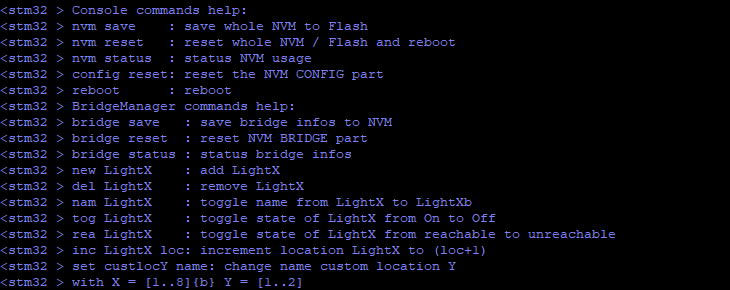 <stm32 > Console commands help:
<stm32 > nvm save    : save whole NVM to Flash
<stm32 > nvm reset   : reset whole NVM / Flash and reboot
<stm32 > nvm status  : status NVM usage
<stm32 > config reset: reset the NVM CONFIG part
<stm32 > reboot      : reboot
<stm32 > BridgeManager commands help:
<stm32 > bridge save   : save bridge infos to NVM
<stm32 > bridge reset  : reset NVM BRIDGE part
<stm32 > bridge status : status bridge infos
<stm32 > new LightX    : add LightX
<stm32 > del LightX    : remove LightX
<stm32 > nam LightX    : toggle name from LightX to LightXb
<stm32 > tog LightX    : toggle state of LightX from On to Off
<stm32 > rea LightX    : toggle state of LightX from reachable to unreachable
<stm32 > inc LightX loc: increment location LightX to (loc+1)
<stm32 > set custlocY name: change name custom location Y
<stm32 > with X = [1..8]{b} Y = [1..2]